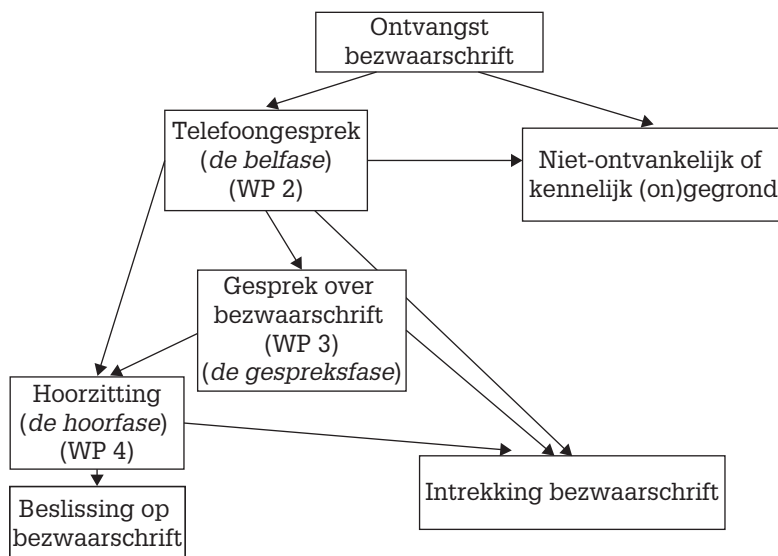 Ontvangst
bezwaarschrift
Telefoongesprek
(de belfase)
(WP 2)
Niet-ontvankelijk of
kennelijk (on)gegrond
Gesprek over
bezwaarschrift
(WP 3)
(de gespreksfase)
Hoorzitting
(de hoorfase)
(WP 4)
Intrekking bezwaarschrift
Beslissing op
bezwaarschrift